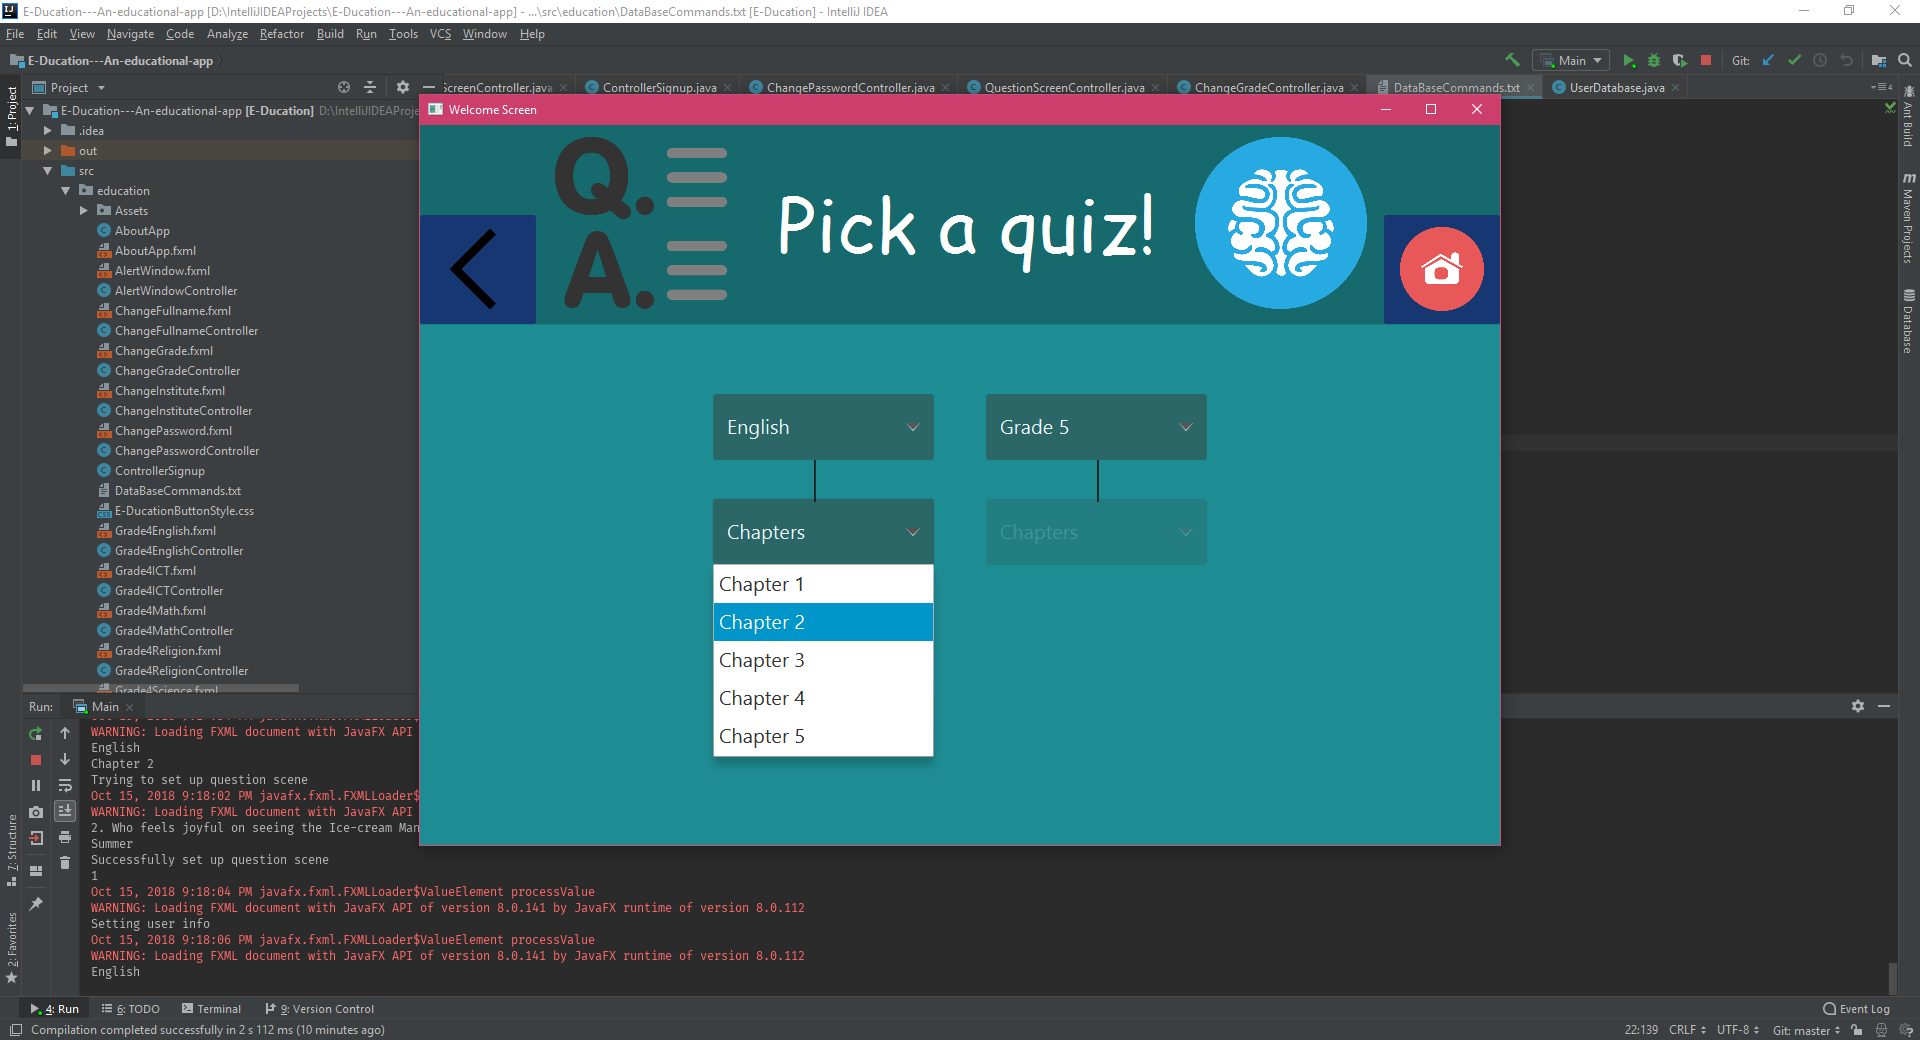 E-Ducation---An-educational-app [D:\IntelliJIDEAProjects\E-Ducation---An-educational-app] - ...\src\education\DataBaseCommands.txt [E-Ducation] - IntelliJ IDEA
File Edit View Navigate Code Analyze Refactor Build Run Tools VCS Window Help
E-Ducation---An-educational-app
Main
Git:
Project
ScreenController.java
ControllerSignup.java
ChangePasswordController.java
QuestionScreenController.java
ChangeGradeController.java
DataBaseCommands.txt
UserDatabase.java
1: Project
E-Ducation---An-educational-app [E-Ducation] D:\IntelliJIDEAProje
.idea
out
src
education
Assets
AboutApp
AboutApp.fxml
AlertWindow.fxml
AlertWindowController
ChangeFullname.fxml
ChangeFullnameController
ChangeGrade.fxml
ChangeGradeController
ChangeInstitute.fxml
ChangeInstituteController
ChangePassword.fxml
ChangePasswordController
ControllerSignup
DataBaseCommands.txt
E-DucationButtonStyle.css
Grade4English.fxml
Grade4EnglishController
Grade4ICT.fxml
Grade4ICTController
Grade4Math.fxml
Grade4MathController
Grade4Religion.fxml
Grade4ReligionController
Grade4Science.fxml
Welcome Screen
Q.
A.
Pick a quiz!
English
Grade 5
Chapters
Chapters
Chapter 1
Chapter 2
Chapter 3
Chapter 4
Chapter 5
Ant Build
Maven Projects
Database
Run: Main
WARNING: Loading FXML document with JavaFX API
English
Chapter 2
Trying to set up question scene
Oct 15, 2018 9:18:02 PM javafx.fxml.FXMLLoader$
WARNING: Loading FXML document with JavaFX API
2. Who feels joyful on seeing the Ice-cream Man
Summer
Successfully set up question scene
1
Oct 15, 2018 9:18:04 PM javafx.fxml.FXMLLoader$ValueElement processValue
WARNING: Loading FXML document with JavaFX API of version 8.0.141 by JavaFX runtime of version 8.0.112
Setting user info
Oct 15, 2018 9:18:06 PM javafx.fxml.FXMLLoader$ValueElement processValue
WARNING: Loading FXML document with JavaFX API of version 8.0.141 by JavaFX runtime of version 8.0.112
English
7: Structure
2: Favorites
4: Run 6: TODO Terminal 9: Version Control
Event Log
Compilation completed successfully in 2 s 112 ms (10 minutes ago)
22:139 CRLF UTF-8 Git: master